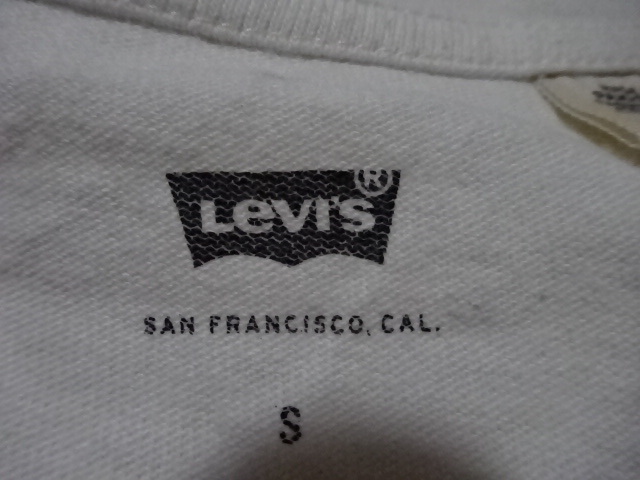 Levi's ®
SAN FRANCISCO, CAL.
S